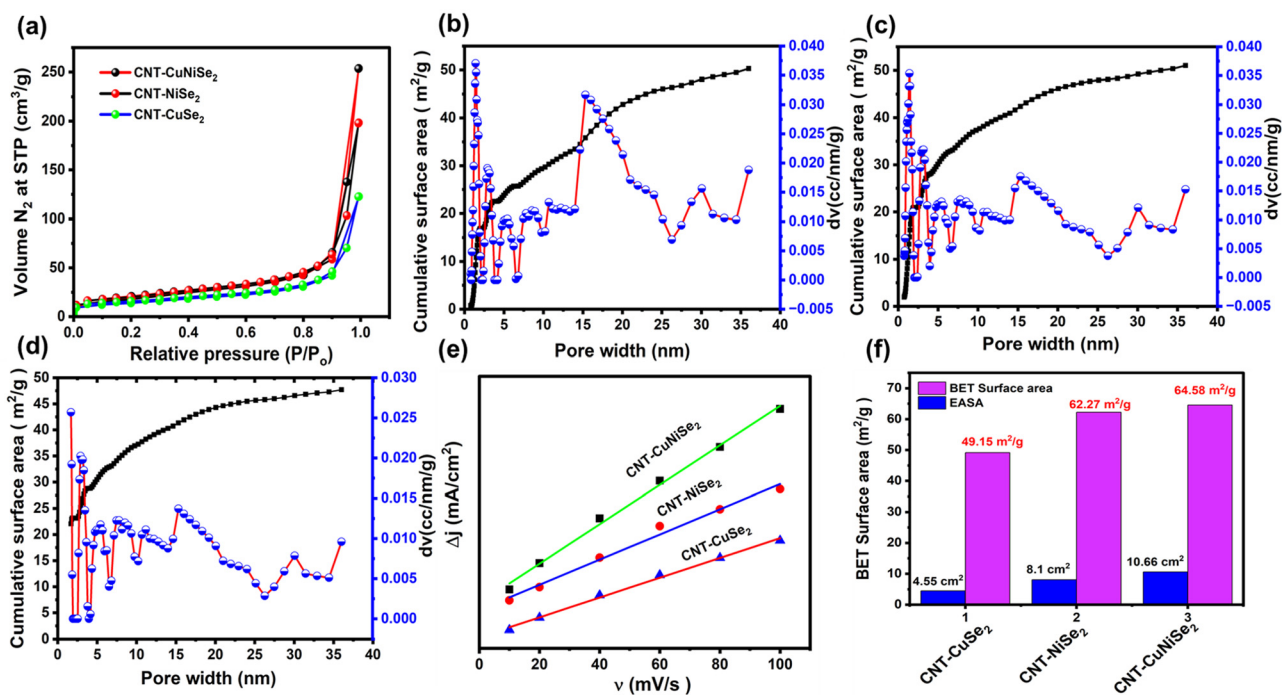 (a)
Volume N₂ at STP (cm³/g)
250
200
150
100
50
0
CNT-CuNiSe₂
CNT-NiSe₂
CNT-CuSe₂
0.0 0.2 0.4 0.6 0.8 1.0
Relative pressure (P/Pₒ)
(b)
Cumulative surface area ( m²/g )
50
40
30
20
10
0
0 5 10 15 20 25 30 35 40
Pore width (nm)
0.040
0.035
0.030
0.025
0.020
0.015
0.010
0.005
0.000
−0.005
dv(cc/nm/g)
(c)
Cumulative surface area ( m²/g )
50
40
30
20
10
0
0 5 10 15 20 25 30 35 40
Pore width (nm)
0.040
0.035
0.030
0.025
0.020
0.015
0.010
0.005
0.000
−0.005
dv(cc/nm/g)
(d)
Cumulative surface area (m²/g)
50
45
40
35
30
25
20
15
10
5
0
0 5 10 15 20 25 30 35 40
Pore width (nm)
0.030
0.025
0.020
0.015
0.010
0.005
0.000
dv(cc/nm/g)
(e)
Δj (mA/cm²)
CNT-CuNiSe₂
CNT-NiSe₂
CNT-CuSe₂
0 20 40 60 80 100
ν (mV/s)
(f)
BET Surface area (m²/g)
70
60
50
40
30
20
10
0
BET Surface area
EASA
49.15 m²/g
62.27 m²/g
64.58 m²/g
4.55 cm²
8.1 cm²
10.66 cm²
1 2 3
CNT-CuSe₂
CNT-NiSe₂
CNT-CuNiSe₂